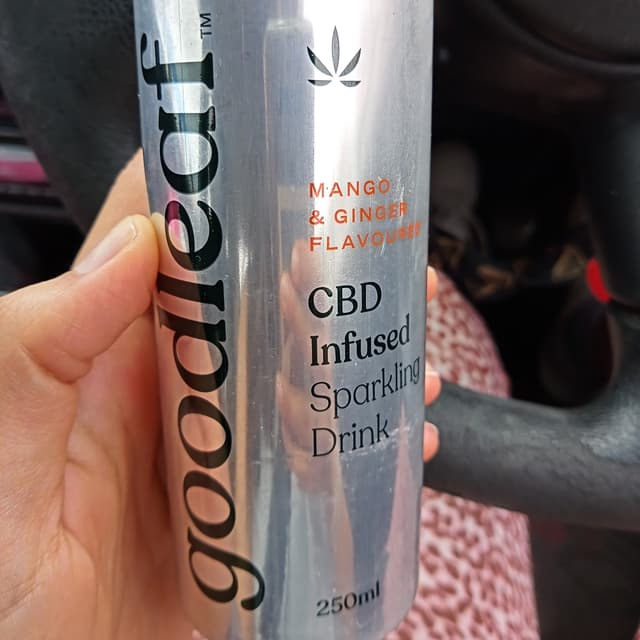 goodleaf™
MANGO
& GINGER
FLAVOURED
CBD
Infused
Sparkling
Drink
250ml